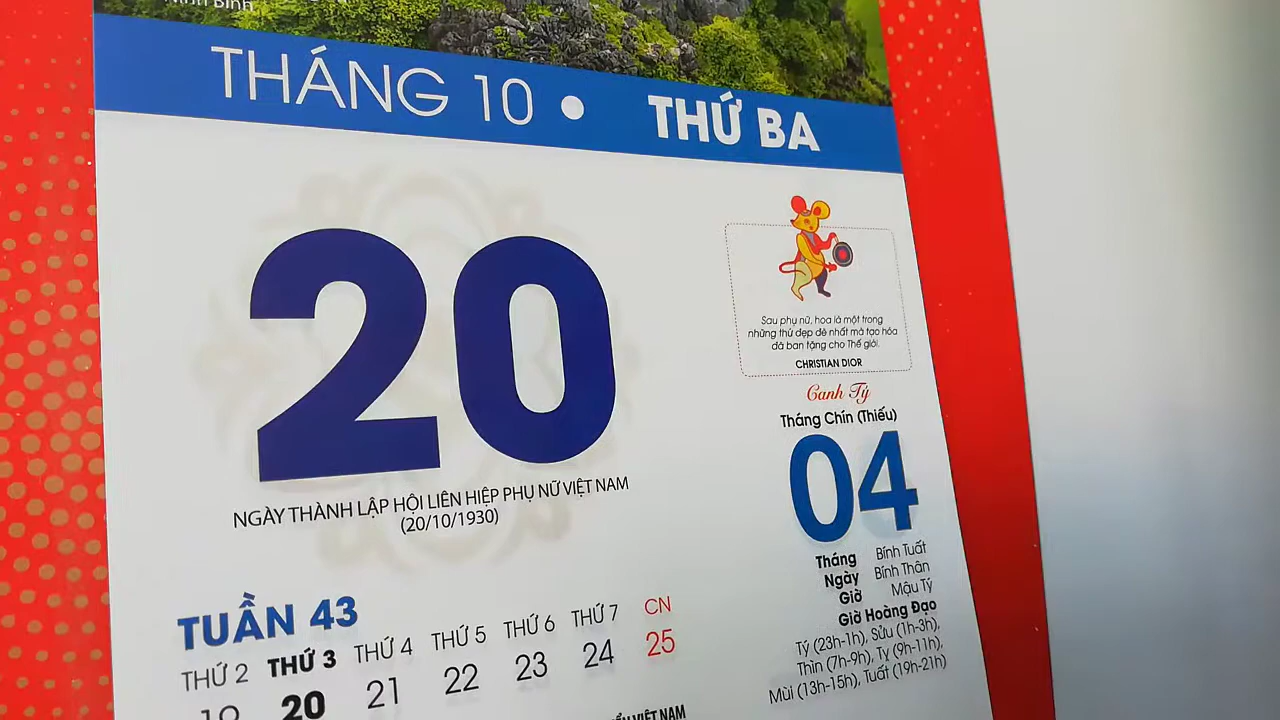 Ninh Bình
THÁNG 10 • THỨ BA
20
NGÀY THÀNH LẬP HỘI LIÊN HIỆP PHỤ NỮ VIỆT NAM
(20/10/1930)
Sau phụ nữ, hoa là một trong
những thứ đẹp đẽ nhất mà tạo hóa
đã ban tặng cho Thế giới.
CHRISTIAN DIOR
Canh Tý
Tháng Chín (Thiếu)
04
Tháng Bính Tuất
Ngày Bính Thân
Giờ Mậu Tý
Giờ Hoàng Đạo
Tý (23h-1h), Sửu (1h-3h),
Thìn (7h-9h), Tỵ (9h-11h),
Mùi (13h-15h), Tuất (19h-21h)
TUẦN 43
THỨ 2 THỨ 3 THỨ 4 THỨ 5 THỨ 6 THỨ 7 CN
19 20 21 22 23 24 25
VIỆT NAM